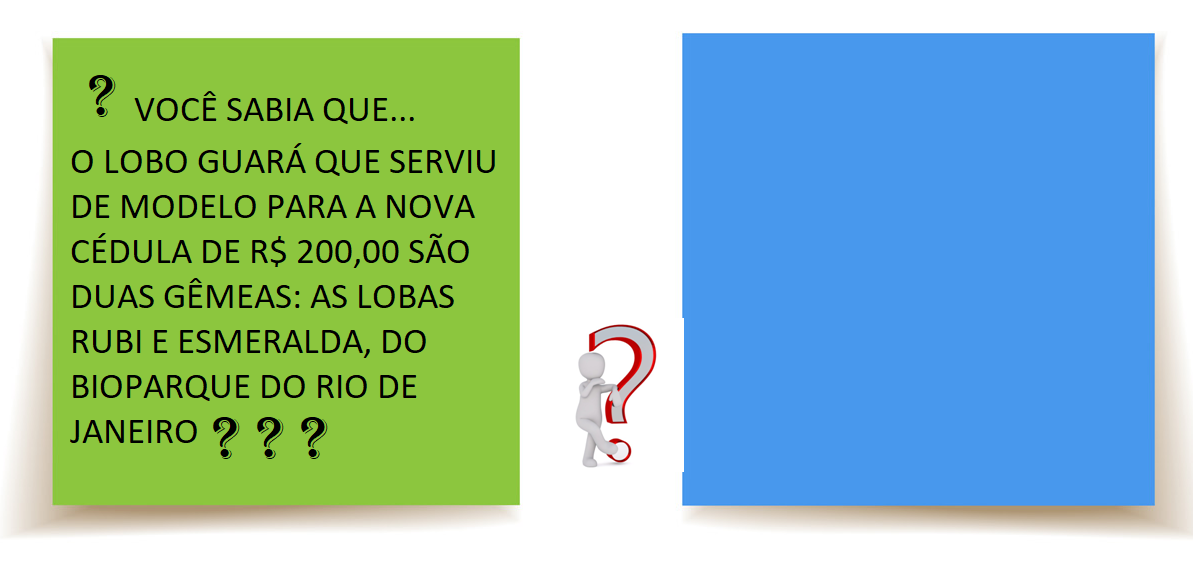 ? VOCÊ SABIA QUE...
O LOBO GUARÁ QUE SERVIU
DE MODELO PARA A NOVA
CÉDULA DE R$ 200,00 SÃO
DUAS GÊMEAS: AS LOBAS
RUBI E ESMERALDA, DO
BIOPARQUE DO RIO DE
JANEIRO ? ? ?
?